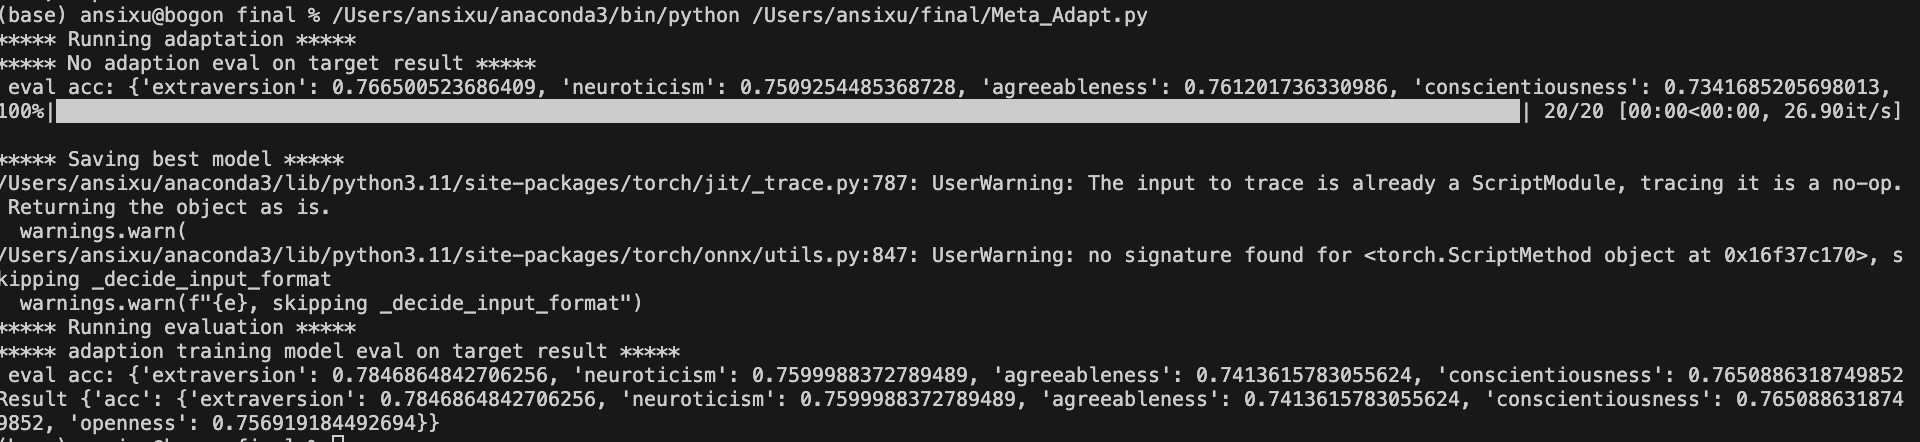 (base) ansixu@bogon final % /Users/ansixu/anaconda3/bin/python /Users/ansixu/final/Meta_Adapt.py
***** Running adaptation *****
***** No adaption eval on target result *****
eval acc: {'extraversion': 0.766500523686409, 'neuroticism': 0.7509254485368728, 'agreeableness': 0.761201736330986, 'conscientiousness': 0.7341685205698013,
100%| | 20/20 [00:00<00:00, 26.90it/s]
***** Saving best model *****
/Users/ansixu/anaconda3/lib/python3.11/site-packages/torch/jit/_trace.py:787: UserWarning: The input to trace is already a ScriptModule, tracing it is a no-op.
Returning the object as is.
warnings.warn(
/Users/ansixu/anaconda3/lib/python3.11/site-packages/torch/onnx/utils.py:847: UserWarning: no signature found for <torch.ScriptMethod object at 0x16f37c170>, s
kipping _decide_input_format
warnings.warn(f"{e}, skipping _decide_input_format")
***** Running evaluation *****
***** adaption training model eval on target result *****
eval acc: {'extraversion': 0.7846864842706256, 'neuroticism': 0.7599988372789489, 'agreeableness': 0.7413615783055624, 'conscientiousness': 0.7650886318749852
Result {'acc': {'extraversion': 0.7846864842706256, 'neuroticism': 0.7599988372789489, 'agreeableness': 0.7413615783055624, 'conscientiousness': 0.765088631874
9852, 'openness': 0.756919184492694}}